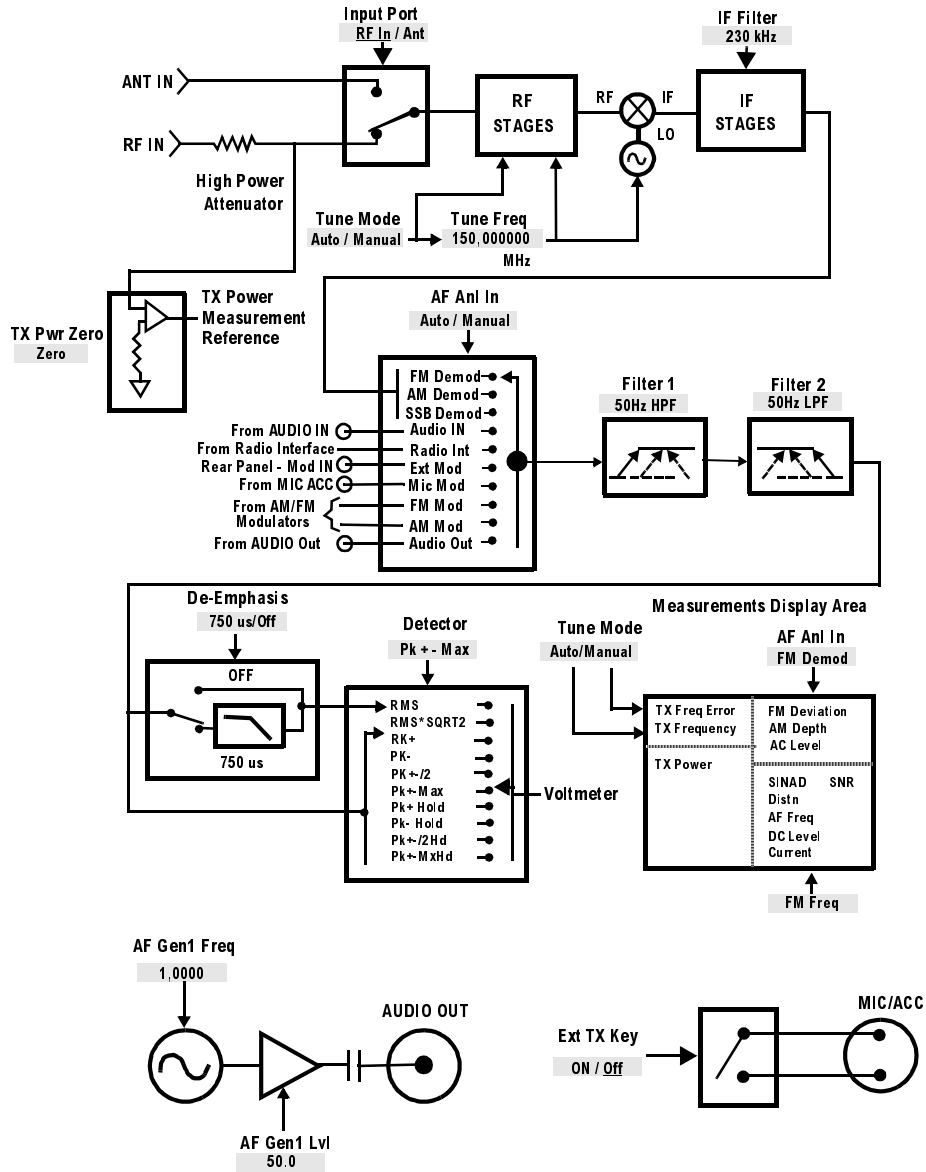 Input Port
RF In / Ant
IF Filter
230 kHz
ANT IN
RF IN
High Power
Attenuator
RF
STAGES
RF
IF
LO
IF
STAGES
Tune Mode
Auto / Manual
Tune Freq
150,000000
MHz
TX Pwr Zero
Zero
TX Power
Measurement
Reference
AF Anl In
Auto / Manual
FM Demod
AM Demod
SSB Demod
From AUDIO IN
Audio IN
From Radio Interface
Radio Int
Rear Panel - Mod IN
Ext Mod
From MIC ACC
Mic Mod
From AM/FM
Modulators
FM Mod
AM Mod
From AUDIO Out
Audio Out
Filter 1
50Hz HPF
Filter 2
50Hz LPF
De-Emphasis
750 us/Off
OFF
750 us
Detector
Pk + - Max
RMS
RMS*SQRT2
RK+
PK-
PK+-/2
Pk+-Max
Pk+ Hold
Pk- Hold
Pk+-/2Hd
Pk+-MxHd
Voltmeter
Measurements Display Area
Tune Mode
Auto/Manual
AF Anl In
FM Demod
TX Freq Error
TX Frequency
TX Power
FM Deviation
AM Depth
AC Level
SINAD SNR
Distn
AF Freq
DC Level
Current
FM Freq
AF Gen1 Freq
1,0000
AUDIO OUT
AF Gen1 Lvl
50.0
Ext TX Key
ON / Off
MIC/ACC